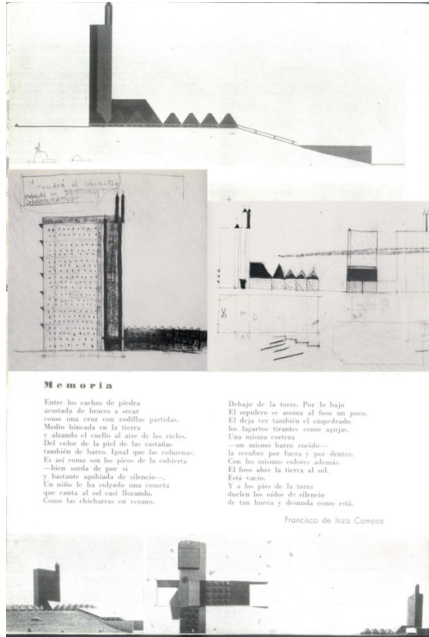 Memoria
Entre los cachos de piedra
acostada de bruces a secar
como una cruz con rodillas partidas.
Medio hincada en la tierra
y alzando el cuello al aire de los cielos.
Del color de la piel de las castañas
también de barro. Igual que las colmenas.
Es así como son los picos de la cubierta
—bien sorda de por sí
y bastante agobiada de silencio—.
Un niño le ha colgado una cometa
que canta al sol casi llorando.
Como las chicharras en verano.
Debajo de la torre. Por lo bajo
El sepulcro se asoma al foso un poco.
El deja ver también el empedrado,
los lagartos tirantes como agujas.
Una misma corteza
—un mismo barro cocido—
la recubre por fuera y por dentro.
Con los mismos colores además.
El foso abre la tierra al sol.
Está vacío.
Y a los pies de la torre
duelen los oídos de silencio
de tan hueca y desnuda como está.
Francisco de Inza Campos